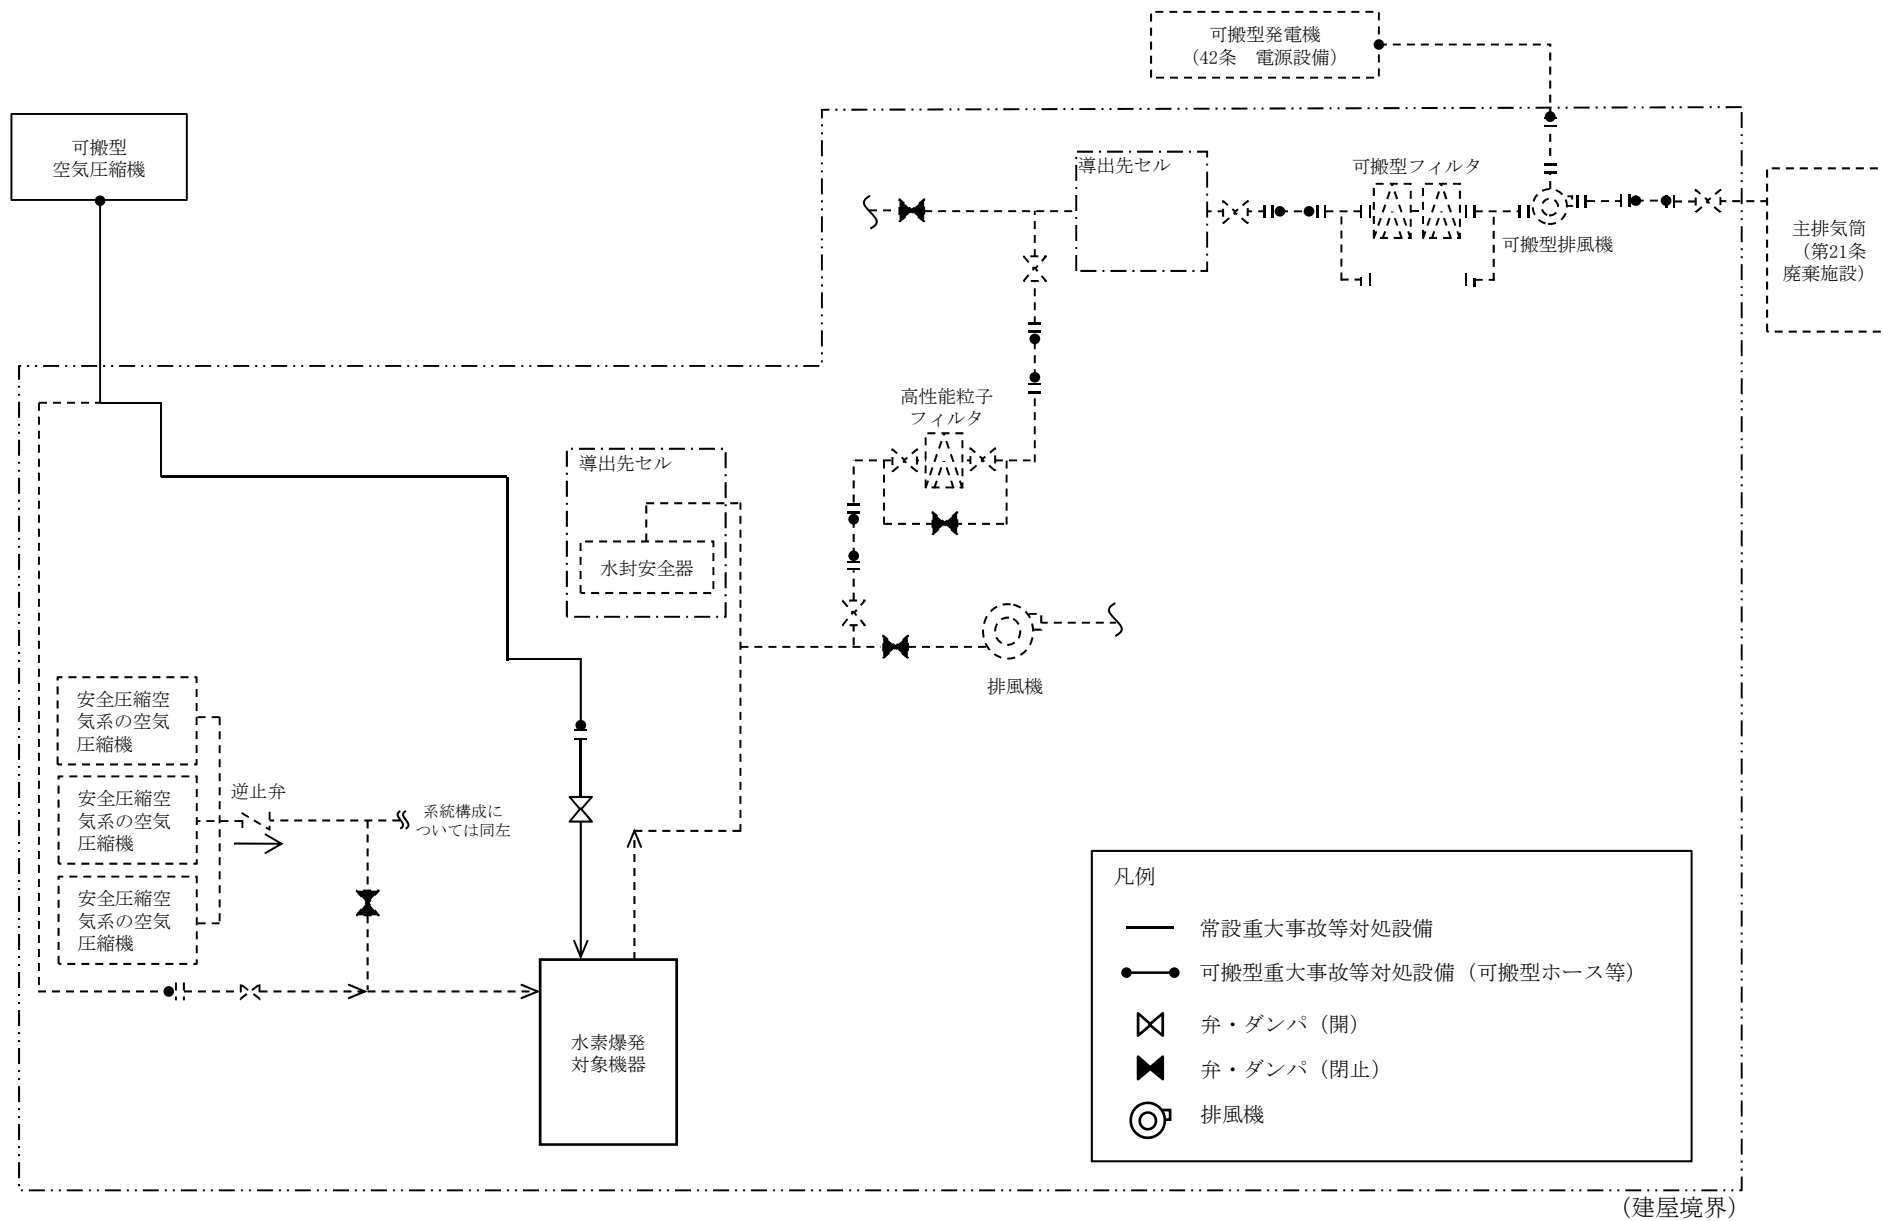 可搬型発電機
（42条　電源設備）
可搬型
空気圧縮機
導出先セル
可搬型フィルタ
可搬型排風機
主排気筒
（第21条
廃棄施設）
高性能粒子
フィルタ
導出先セル
水封安全器
排風機
安全圧縮空
気系の空気
圧縮機
安全圧縮空
気系の空気
圧縮機
安全圧縮空
気系の空気
圧縮機
逆止弁
系統構成に
ついては同左
水素爆発
対象機器
凡例
常設重大事故等対処設備
可搬型重大事故等対処設備（可搬型ホース等）
弁・ダンパ（開）
弁・ダンパ（閉止）
排風機
（建屋境界）